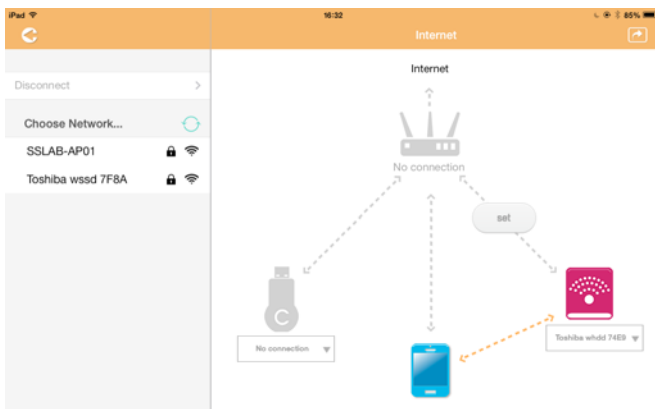 iPad 16:32 85%
Internet
Disconnect
Choose Network...
SSLAB-AP01
Toshiba wssd 7F8A
Internet
No connection
set
C
No connection
Toshiba whdd 74E9